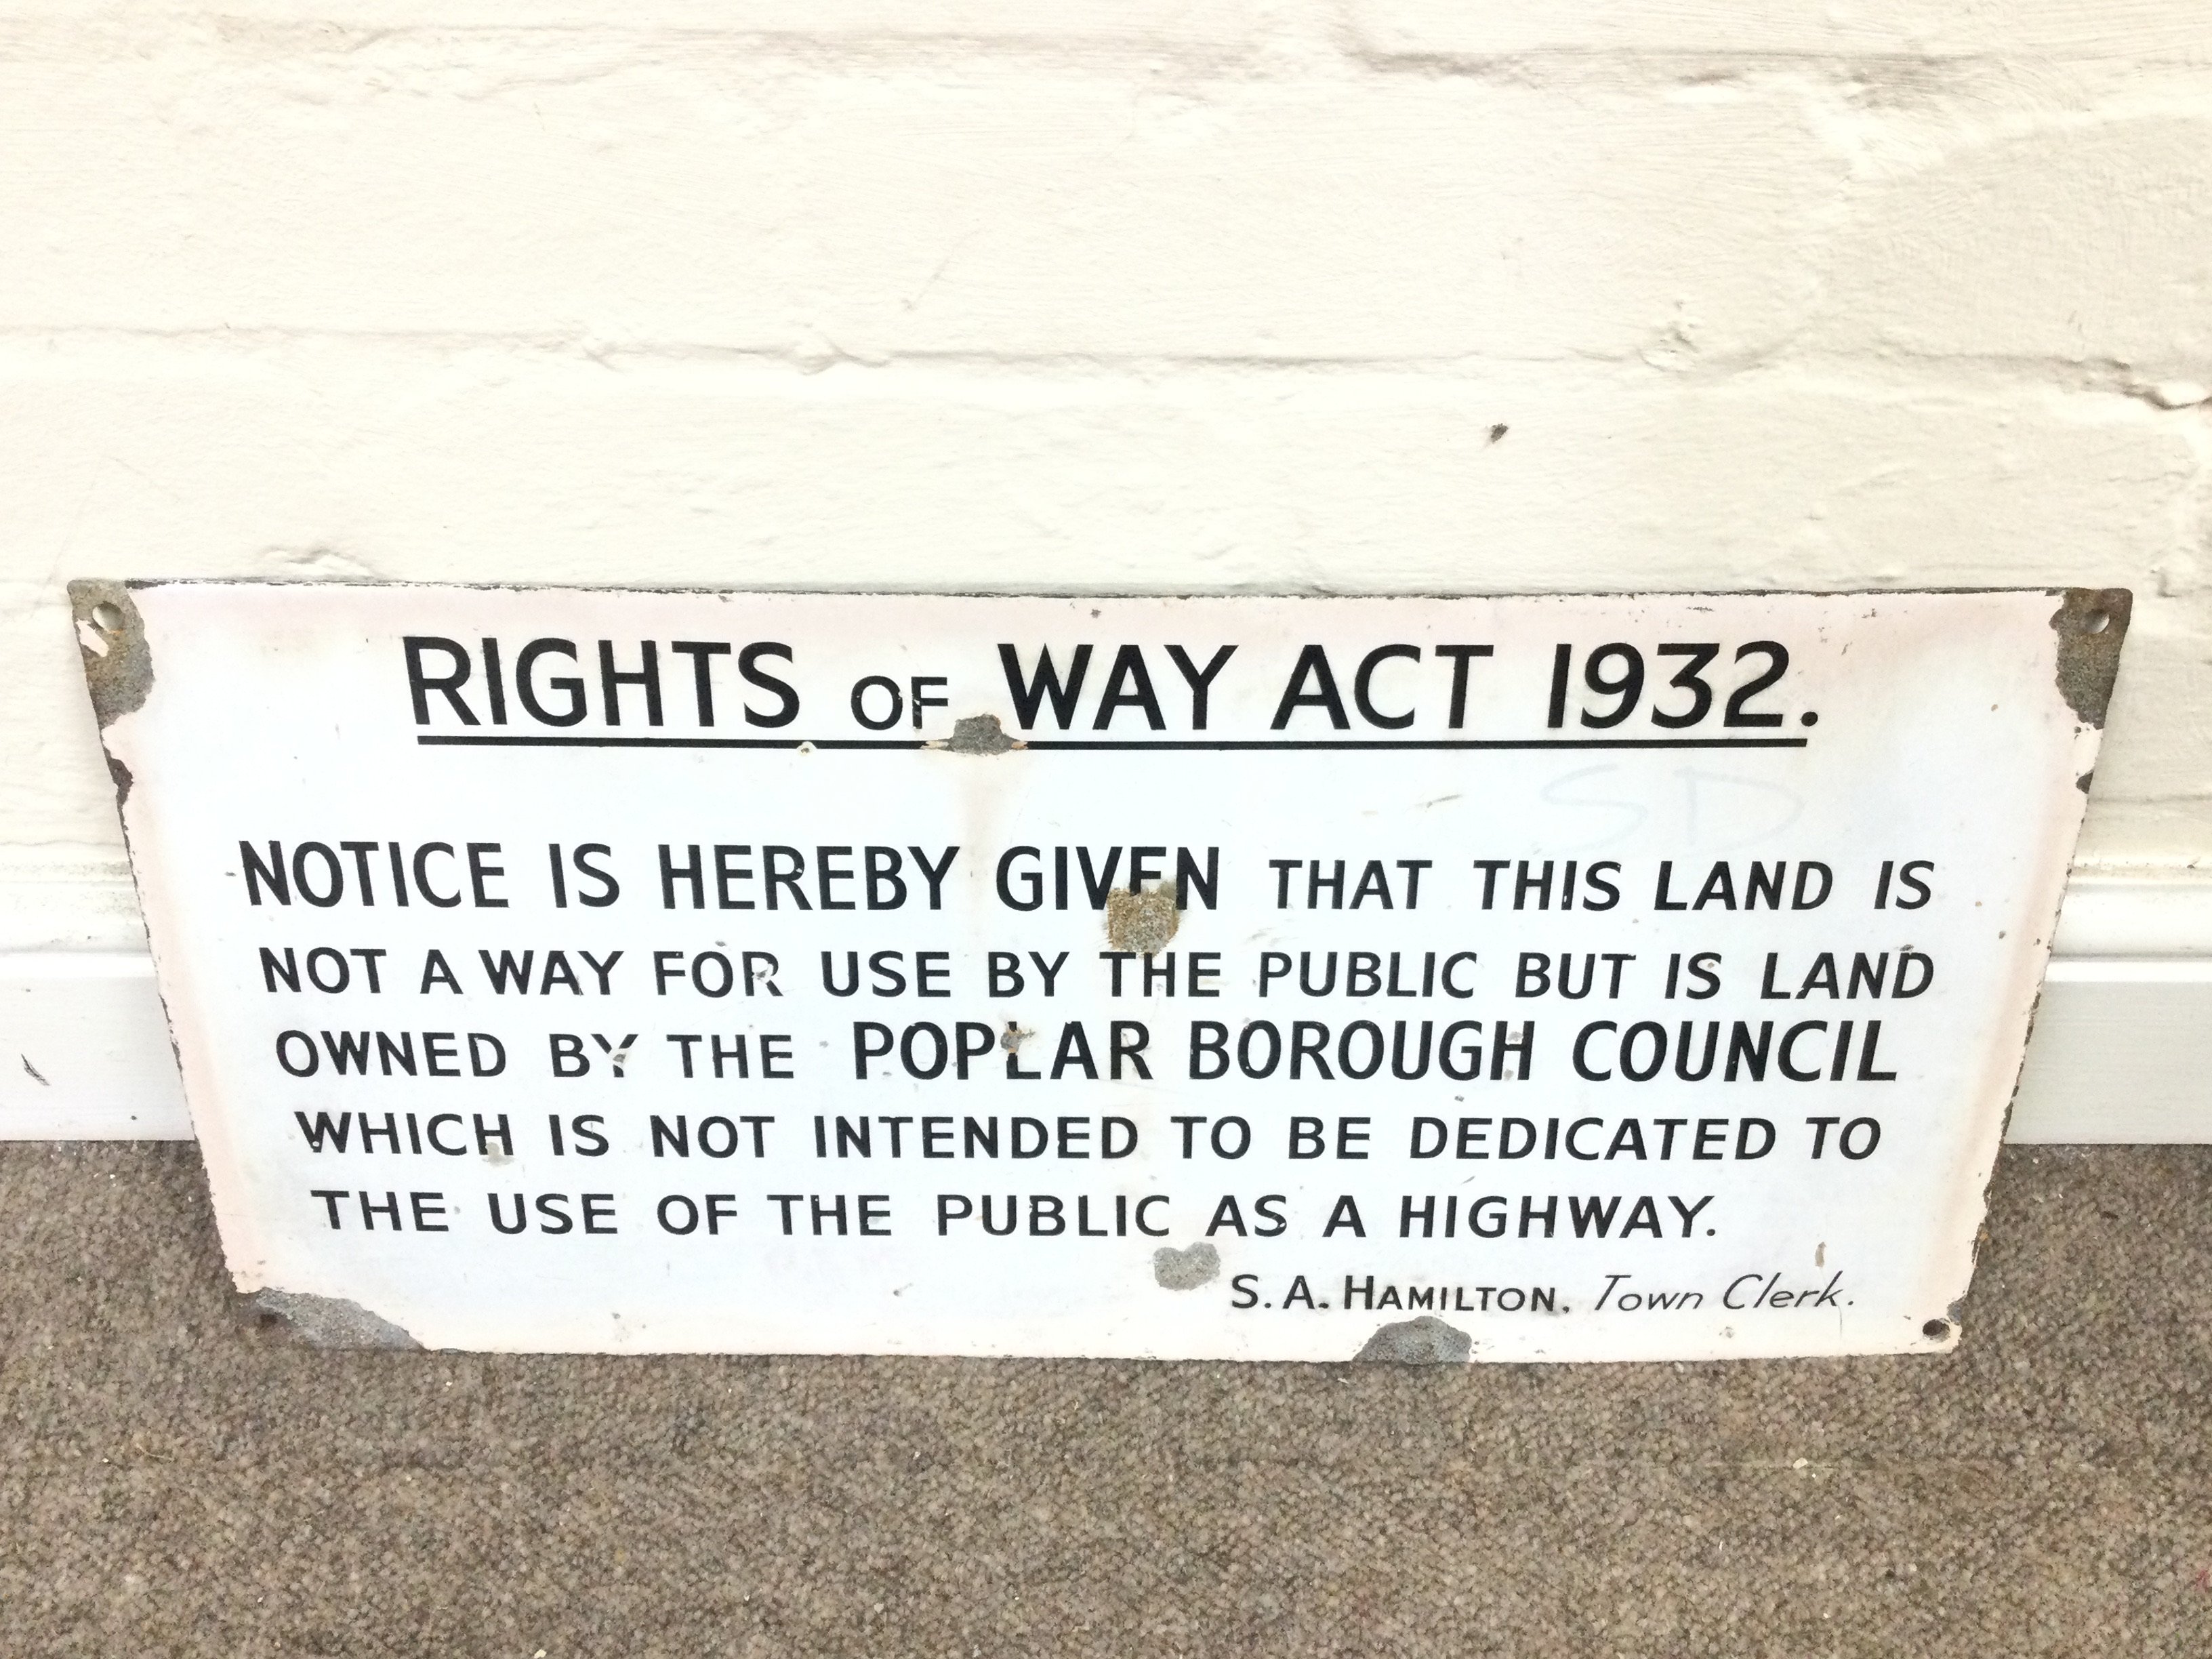 RIGHTS OF WAY ACT 1932.
SD
NOTICE IS HEREBY GIVEN THAT THIS LAND IS
NOT A WAY FOR USE BY THE PUBLIC BUT IS LAND
OWNED BY THE POPLAR BOROUGH COUNCIL
WHICH IS NOT INTENDED TO BE DEDICATED TO
THE USE OF THE PUBLIC AS A HIGHWAY.
S. A. HAMILTON, Town Clerk.